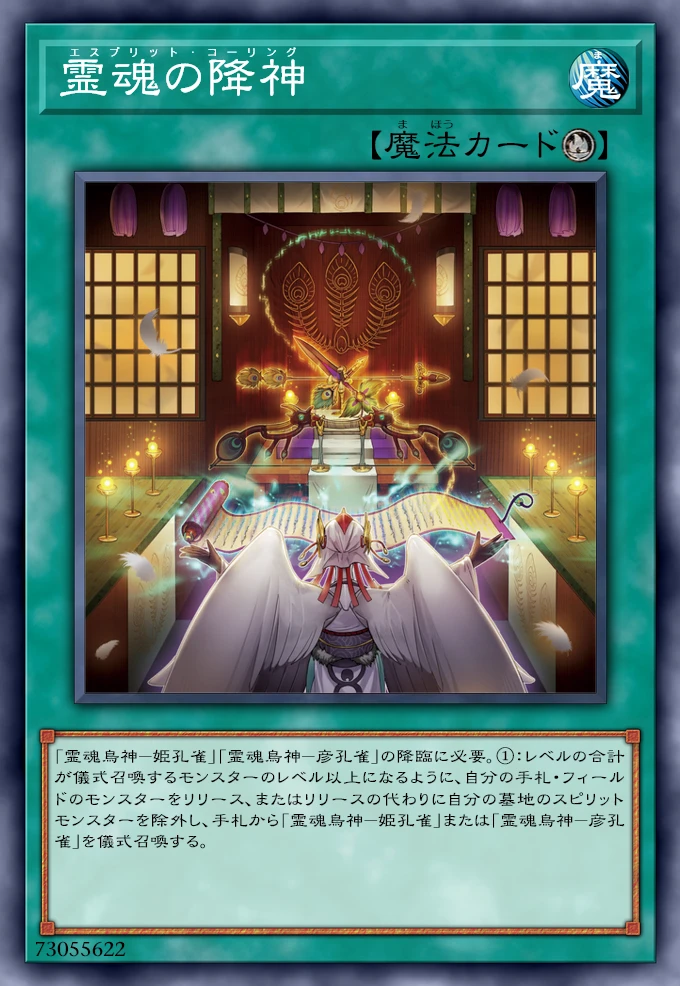 エスプリット・コーリング
霊魂の降神
ま
魔
ま ほう
【魔法カード】
「霊魂鳥神－姫孔雀」「霊魂鳥神－彦孔雀」の降臨に必要。①：レベルの合計
が儀式召喚するモンスターのレベル以上になるように、自分の手札・フィール
ドのモンスターをリリース、またはリリースの代わりに自分の墓地のスピリット
モンスターを除外し、手札から「霊魂鳥神－姫孔雀」または「霊魂鳥神－彦孔
雀」を儀式召喚する。
73055622